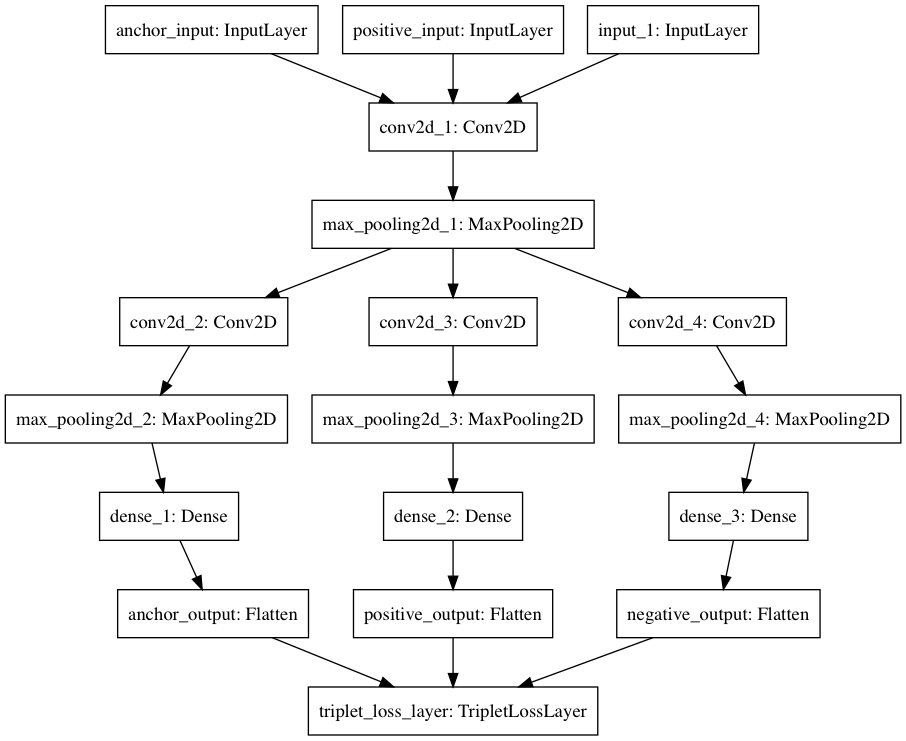 anchor_input: InputLayer
positive_input: InputLayer
input_1: InputLayer
conv2d_1: Conv2D
max_pooling2d_1: MaxPooling2D
conv2d_2: Conv2D
conv2d_3: Conv2D
conv2d_4: Conv2D
max_pooling2d_2: MaxPooling2D
max_pooling2d_3: MaxPooling2D
max_pooling2d_4: MaxPooling2D
dense_1: Dense
dense_2: Dense
dense_3: Dense
anchor_output: Flatten
positive_output: Flatten
negative_output: Flatten
triplet_loss_layer: TripletLossLayer